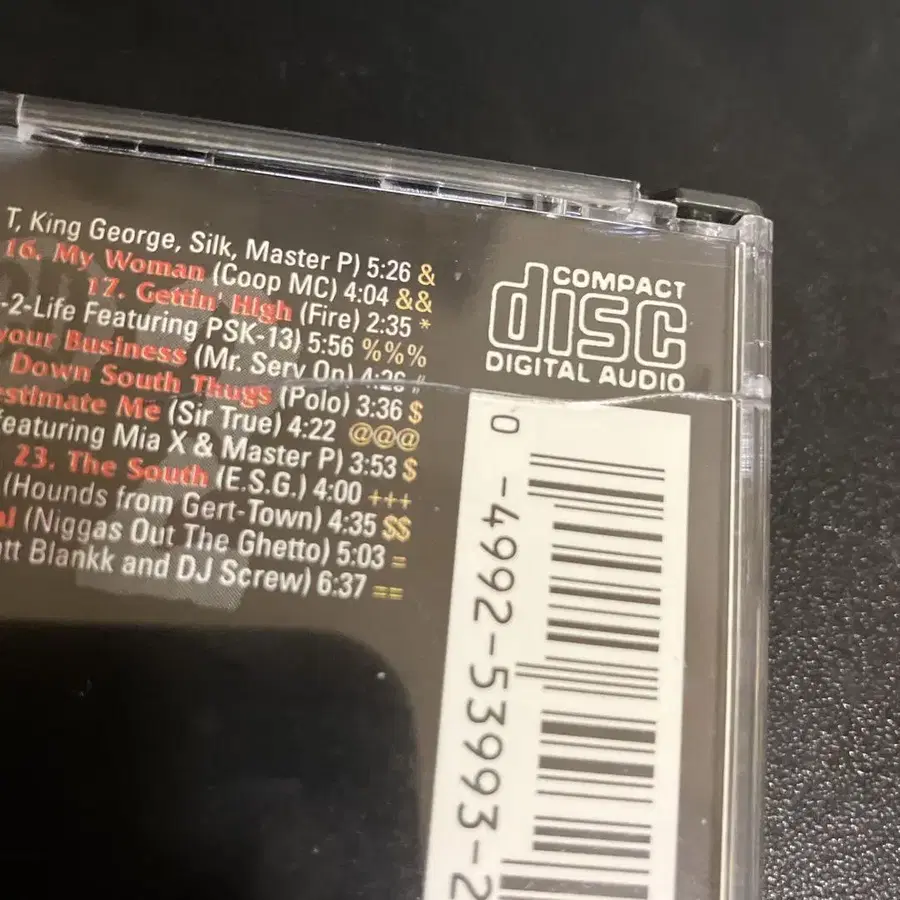 T, King George, Silk, Master P) 5:26 &
16. My Woman (Coop MC) 4:04 &&
17. Gettin' High (Fire) 2:35 *
-2-Life Featuring PSK-13) 5:56 %%%
your Business (Mr. Serv On) 4:26 #
Down South Thugs (Polo) 3:36 $
estimate Me (Sir True) 4:22 @@@
featuring Mia X & Master P) 3:53 $
23. The South (E.S.G.) 4:00 +++
(Hounds from Gert-Town) 4:35 $$
al (Niggas Out The Ghetto) 5:03 =
tt Blankk and DJ Screw) 6:37 ==
COMPACT
disc
DIGITAL AUDIO
0-4992-53993-2